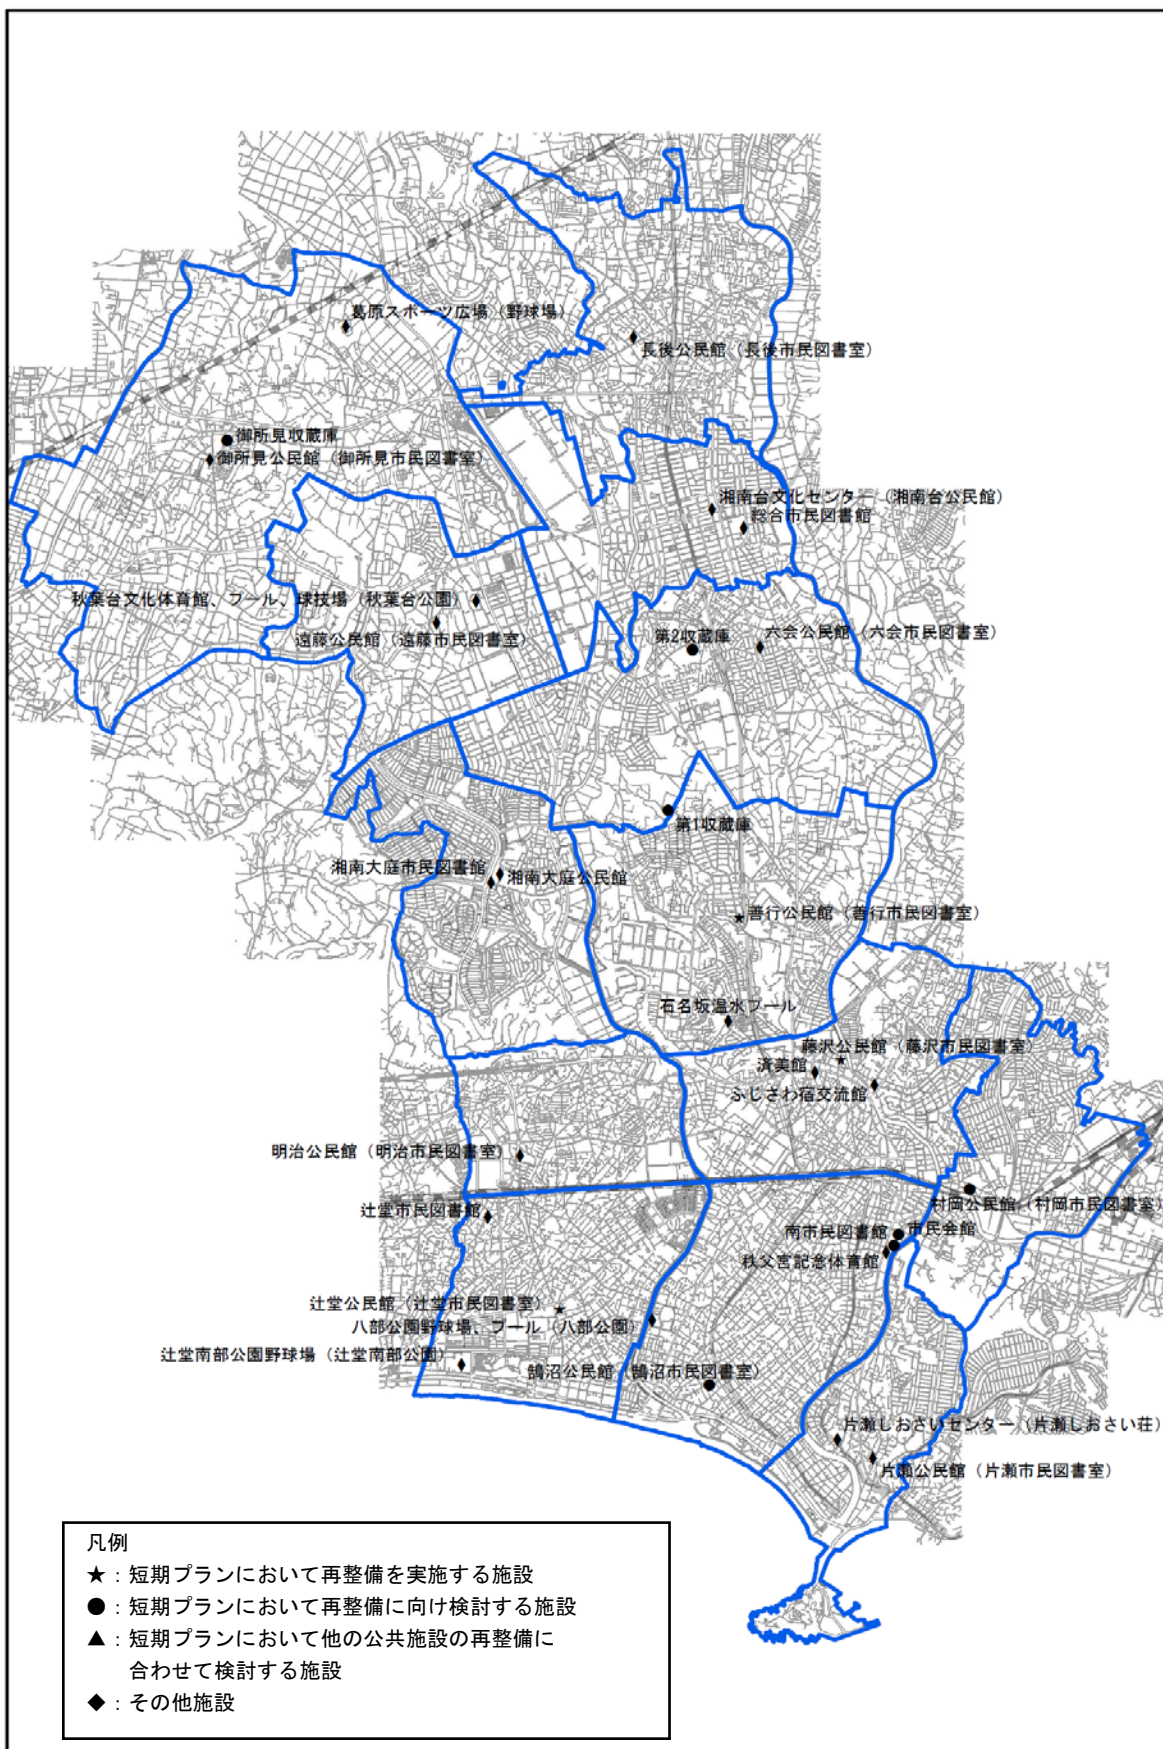 葛原スポーツ広場（野球場）
長後公民館（長後市民図書室）
御所見収蔵庫
御所見公民館（御所見市民図書室）
湘南台文化センター（湘南台公民館）
総合市民図書館
秋葉台文化体育館、プール、球技場（秋葉台公園）
遠藤公民館（遠藤市民図書室）
第2収蔵庫
六会公民館（六会市民図書室）
第1収蔵庫
湘南大庭市民図書館
湘南大庭公民館
善行公民館（善行市民図書室）
石名坂温水プール
藤沢公民館（藤沢市民図書室）
済美館
ふじさわ宿交流館
明治公民館（明治市民図書室）
村岡公民館（村岡市民図書室）
辻堂市民図書館
南市民図書館
市民会館
秩父宮記念体育館
辻堂公民館（辻堂市民図書室）
八部公園野球場、プール（八部公園）
辻堂南部公園野球場（辻堂南部公園）
鵠沼公民館（鵠沼市民図書室）
片瀬しおさいセンター（片瀬しおさい荘）
片瀬公民館（片瀬市民図書室）
凡例
★：短期プランにおいて再整備を実施する施設
●：短期プランにおいて再整備に向け検討する施設
▲：短期プランにおいて他の公共施設の再整備に
合わせて検討する施設
◆：その他施設